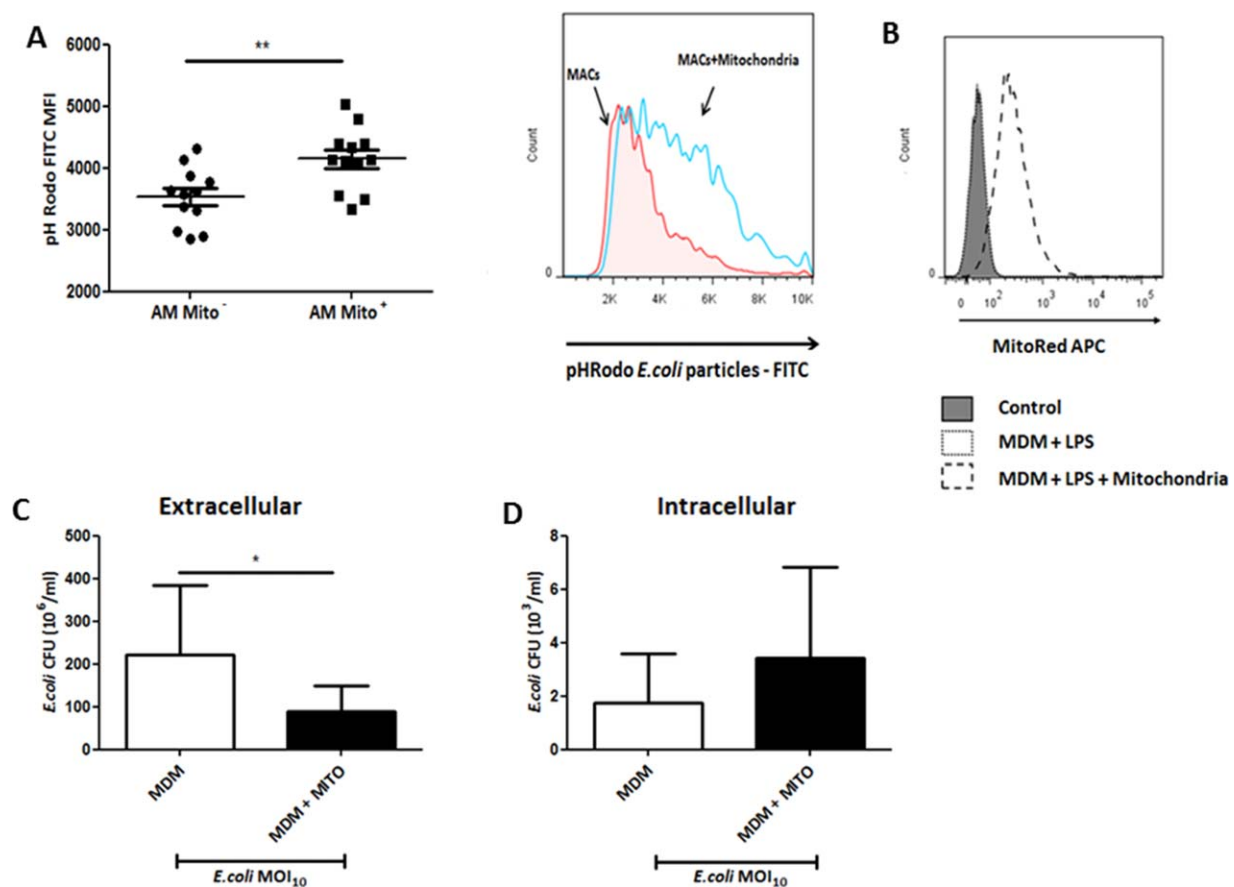 A
6000
5000
4000
3000
2000
pH Rodo FITC MFI
**
AM Mito -
AM Mito +
MACs
MACs+Mitochondria
Count
0
2K 4K 6K 8K 10K
pHRodo E.coli particles - FITC
B
Count
0
0 10² 10³ 10⁴ 10⁵
MitoRed APC
Control
MDM + LPS
MDM + LPS + Mitochondria
C
Extracellular
500
400
300
200
100
0
E.coli CFU (10⁶/ml)
*
MDM
MDM + MITO
E.coli MOI₁₀
D
Intracellular
8
6
4
2
0
E.coli CFU (10³/ml)
MDM
MDM + MITO
E.coli MOI₁₀